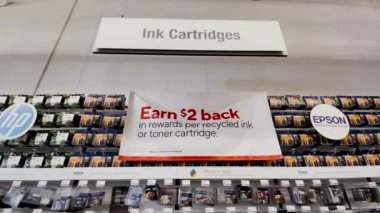 Ink Cartridges
Earn $2 back
in rewards per recycled ink
or toner cartridge.
hp
EPSON